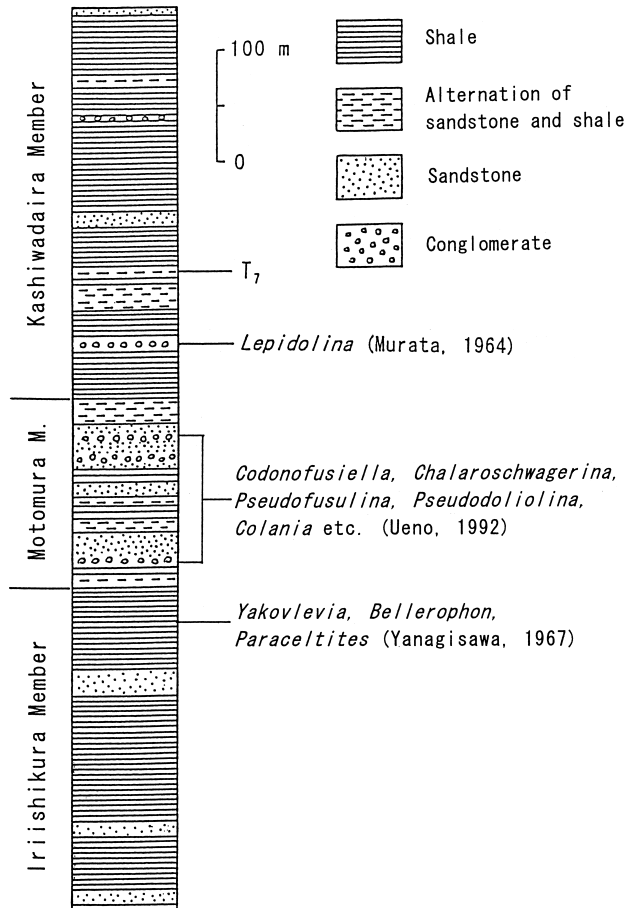 100 m
0
Shale
Alternation of
sandstone and shale
Sandstone
Conglomerate
Kashiwadaira Member
T7
Lepidolina (Murata, 1964)
Motomura M.
Codonofusiella, Chalaroschwagerina,
Pseudofusulina, Pseudodoliolina,
Colania etc. (Ueno, 1992)
Yakovlevia, Bellerophon,
Paraceltites (Yanagisawa, 1967)
Iriishikura Member